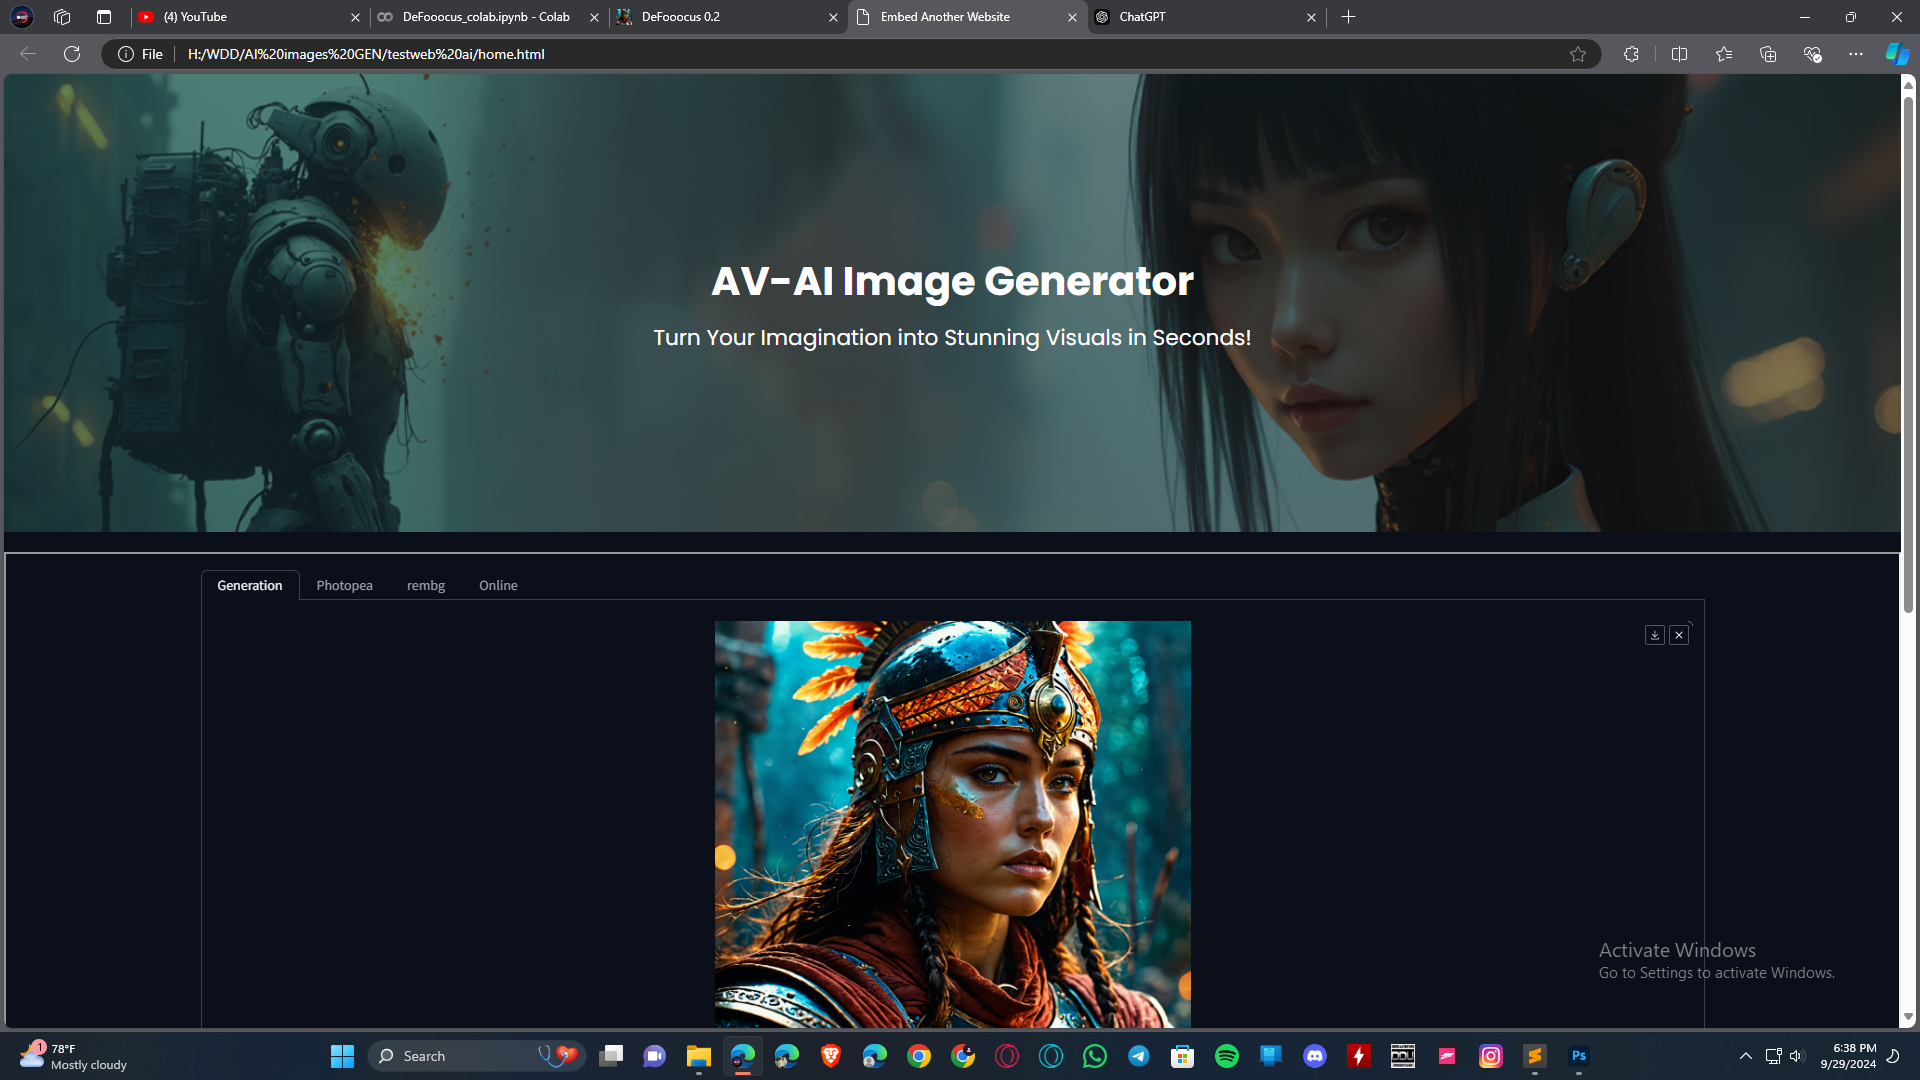 (4) YouTube
DeFooocus_colab.ipynb - Colab
DeFooocus 0.2
Embed Another Website
ChatGPT
File
H:/WDD/AI%20images%20GEN/testweb%20ai/home.html
AV-AI Image Generator
Turn Your Imagination into Stunning Visuals in Seconds!
Generation
Photopea
rembg
Online
Activate Windows
Go to Settings to activate Windows.
1
78°F
Mostly cloudy
Search
DDU
Ps
6:38 PM
9/29/2024